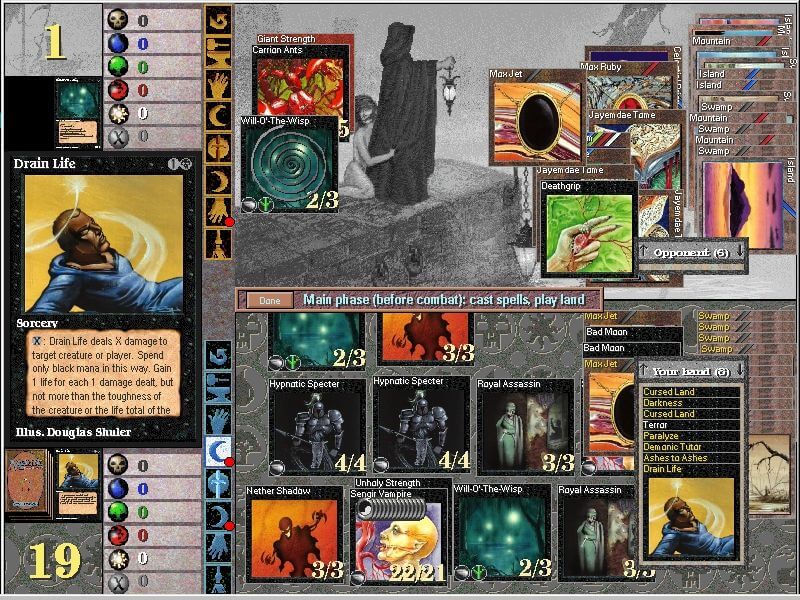 1
0
0
0
0
0
0
Drain Life
1
Sorcery
X: Drain Life deals X damage to
target creature or player. Spend
only black mana in this way. Gain
1 life for each 1 damage dealt, but
not more than the toughness
of the creature or the life total of the
Illus. Douglas Shuler
0
0
0
0
0
0
19
Giant Strength
Carrion Ants
Will-O'-The-Wisp
2/3
Mox Jet
Mox Ruby
Jayemdae Tome
Jayemdae Tome
Deathgrip
Jayemdae Tome
Mountain
Island
Island
Swamp
Mountain
Swamp
Mountain
Swamp
Island
Opponent (6)
Done
Main phase (before combat): cast spells, play land
2/3
3/3
Mox Jet
Bad Moon
Bad Moon
Mox Jet
Swamp
Swamp
Swamp
Swamp
Hypnotic Specter
4/4
Hypnotic Specter
4/4
Royal Assassin
3/3
Nether Shadow
3/3
Unholy Strength
Sengir Vampire
22/21
Will-O'-The-Wisp
2/3
Royal Assassin
Your hand (8)
Cursed Land
Darkness
Cursed Land
Terror
Paralyze
Demonic Tutor
Ashes to Ashes
Drain Life